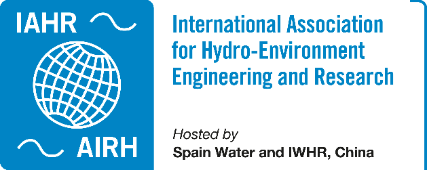 IAHR
AIRH
International Association
for Hydro-Environment
Engineering and Research
Hosted by
Spain Water and IWHR, China